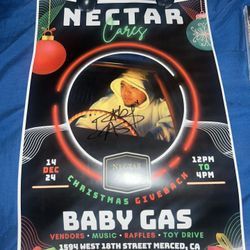 NECTAR
Cares
14
DEC
24
12PM
TO
4PM
NECTAR
CHRISTMAS GIVEBACK
BABY GAS
VENDORS • MUSIC • RAFFLES • TOY DRIVE
1594 WEST 18TH STREET MERCED, CA